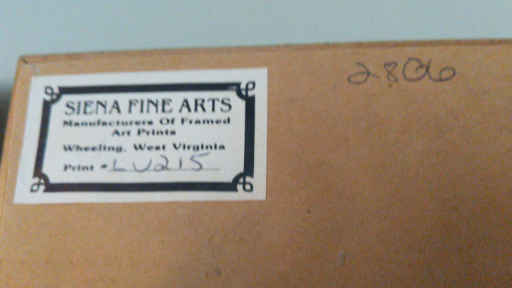 2806
SIENA FINE ARTS
Manufacturers Of Framed
Art Prints
Wheeling, West Virginia
Print # LU215